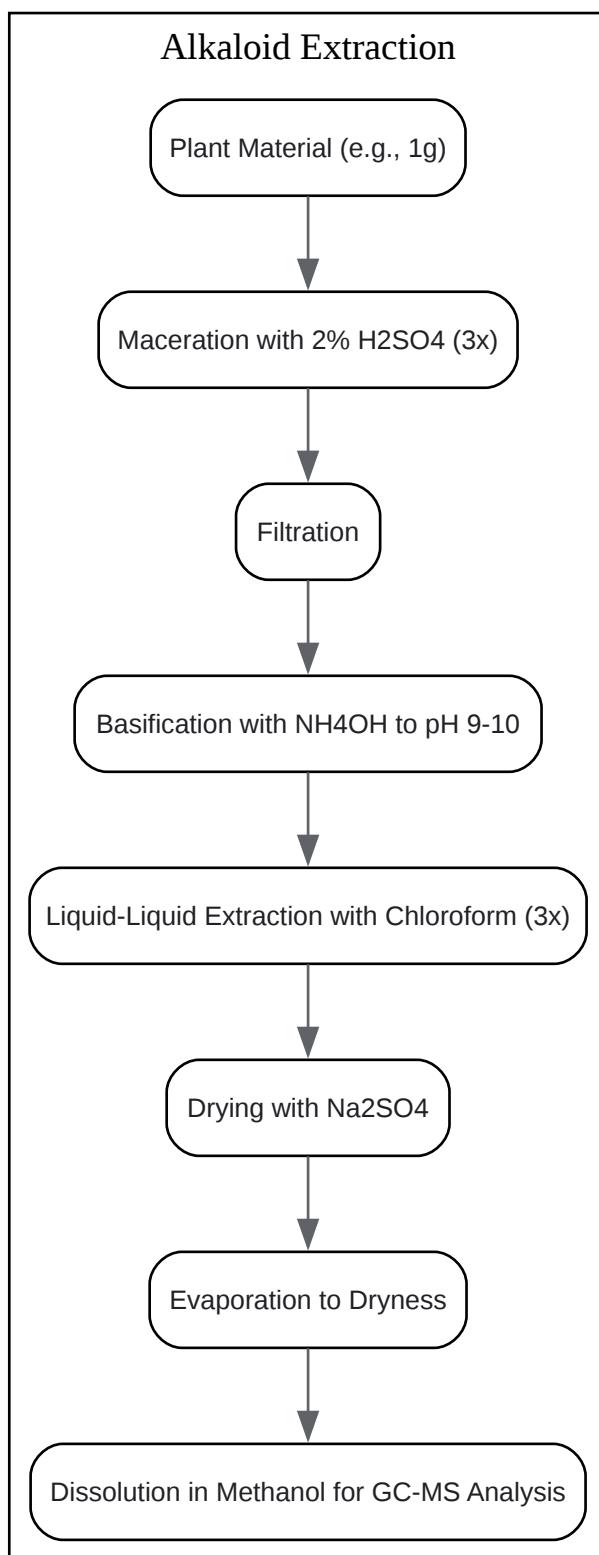 Alkaloid Extraction
Plant Material (e.g., 1g)
Maceration with 2% H2SO4 (3x)
Filtration
Basification with NH4OH to pH 9-10
Liquid-Liquid Extraction with Chloroform (3x)
Drying with Na2SO4
Evaporation to Dryness
Dissolution in Methanol for GC-MS Analysis